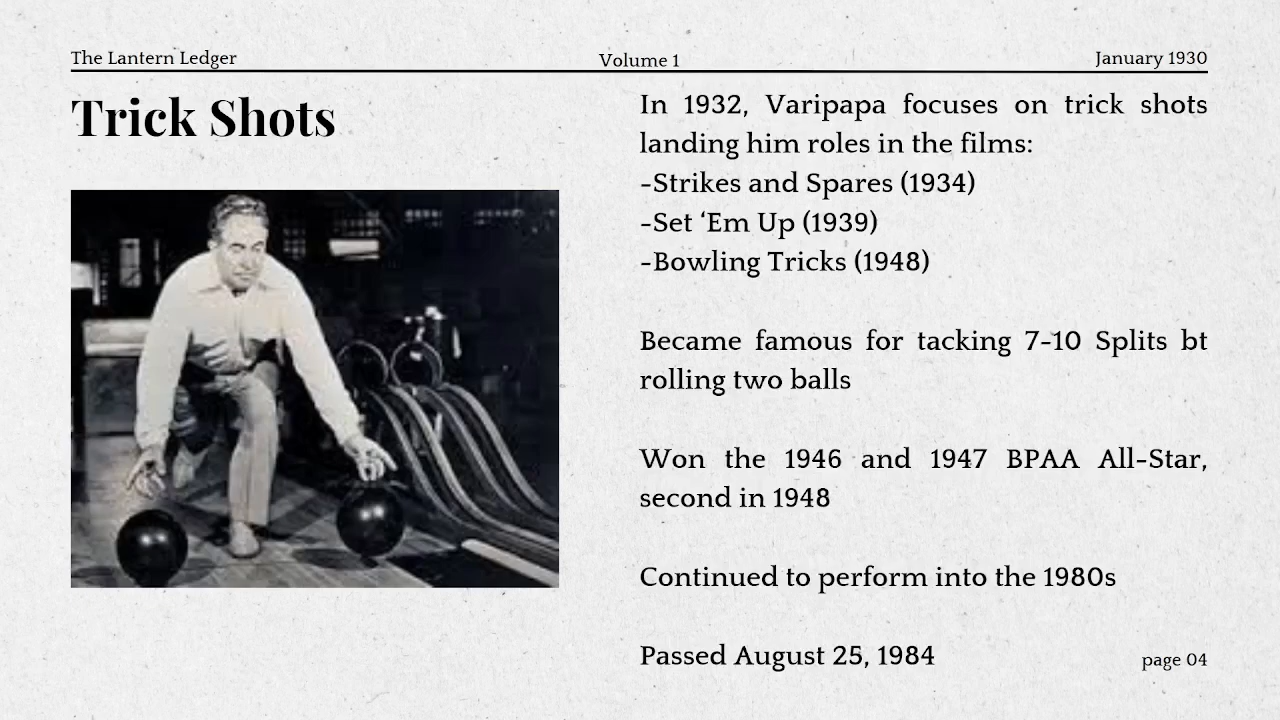 The Lantern Ledger
Volume 1
January 1930
Trick Shots
In 1932, Varipapa focuses on trick shots
landing him roles in the films:
-Strikes and Spares (1934)
-Set ‘Em Up (1939)
-Bowling Tricks (1948)
Became famous for tacking 7-10 Splits bt
rolling two balls
Won the 1946 and 1947 BPAA All-Star,
second in 1948
Continued to perform into the 1980s
Passed August 25, 1984
page 04